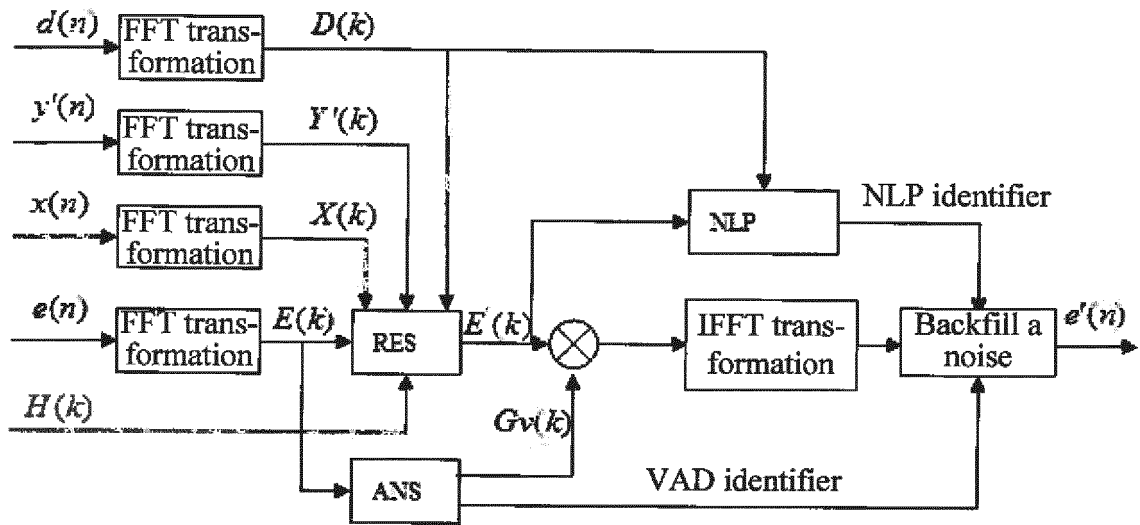 d(n)
FFT trans-
formation
D(k)
y'(n)
FFT trans-
formation
Y'(k)
x(n)
FFT trans-
formation
X(k)
NLP
NLP identifier
e(n)
FFT trans-
formation
E(k)
RES
E'(k)
IFFT trans-
formation
Backfill a
noise
e'(n)
H(k)
Gv(k)
ANS
VAD identifier